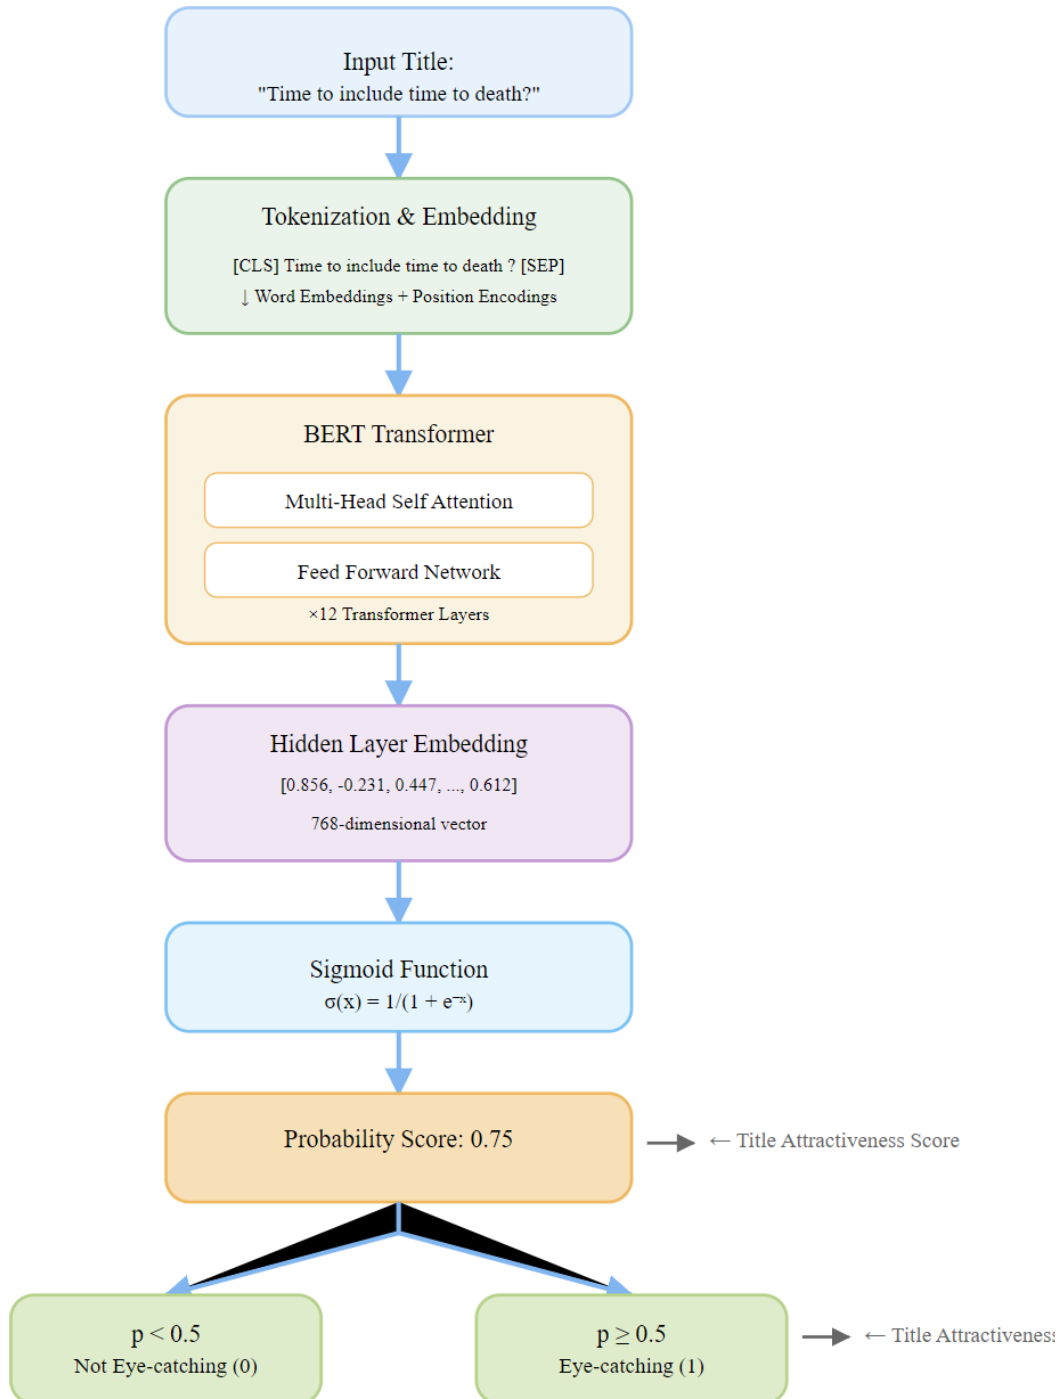 Input Title:
"Time to include time to death?"
Tokenization & Embedding
[CLS] Time to include time to death ? [SEP]
↓ Word Embeddings + Position Encodings
BERT Transformer
Multi-Head Self Attention
Feed Forward Network
×12 Transformer Layers
Hidden Layer Embedding
[0.856, -0.231, 0.447, ..., 0.612]
768-dimensional vector
Sigmoid Function
σ(x) = 1/(1 + e⁻ˣ)
Probability Score: 0.75
← Title Attractiveness Score
p < 0.5
Not Eye-catching (0)
p ≥ 0.5
Eye-catching (1)
← Title Attractiveness